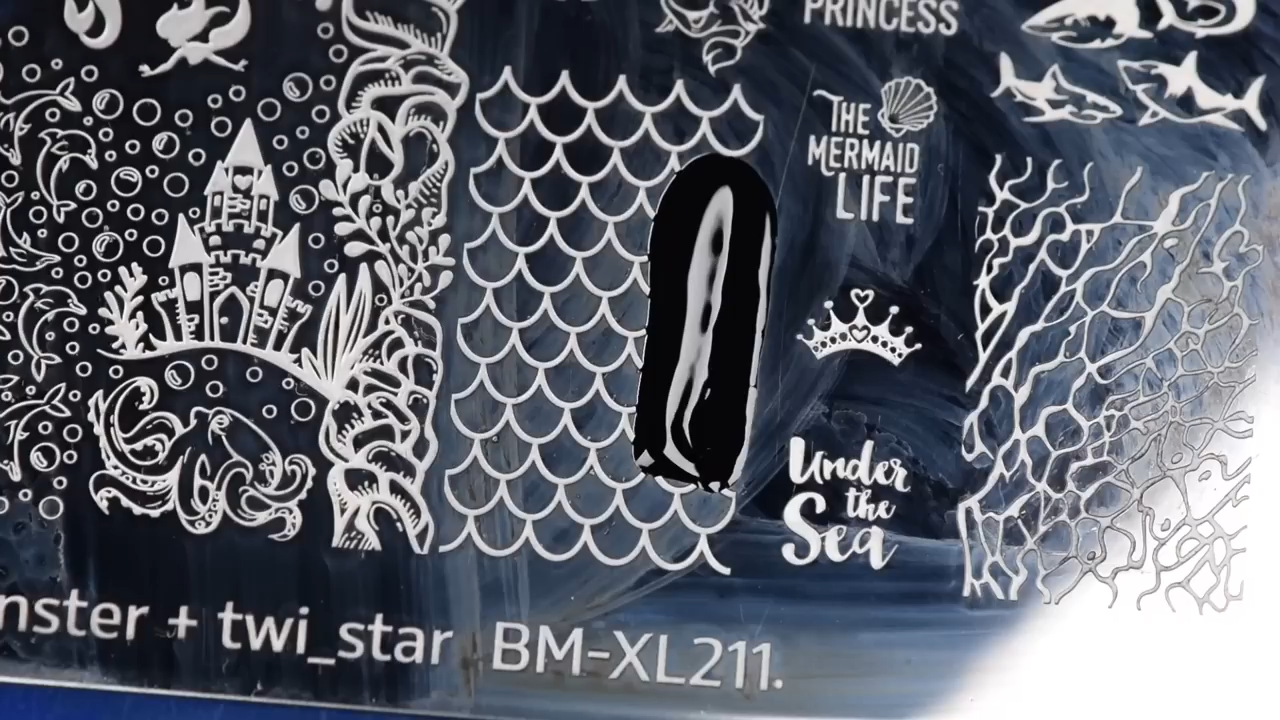 PRINCESS
THE
MERMAID
LIFE
Under
the
Sea
nster + twi_star BM-XL211.